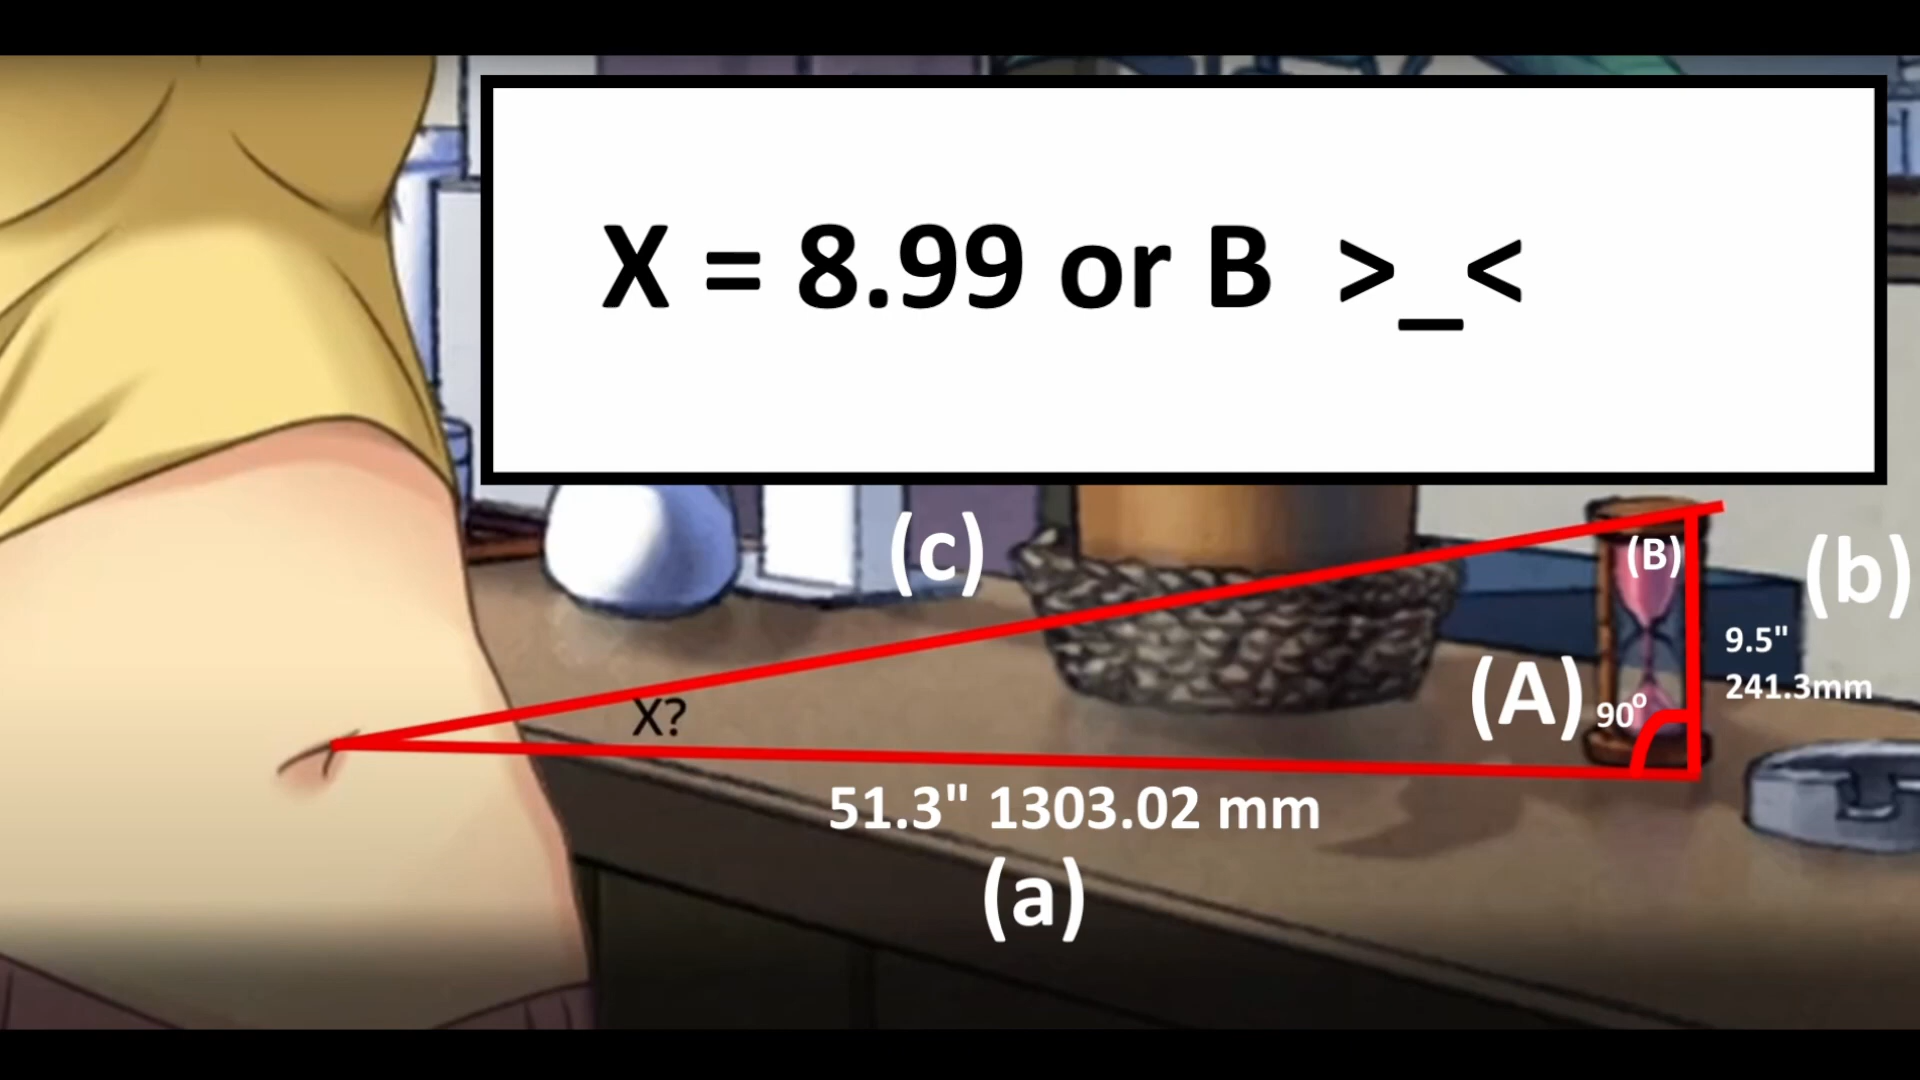 X = 8.99 or B >_<
(c)
(B)
(b)
9.5"
241.3mm
(A)
90°
X?
51.3" 1303.02 mm
(a)